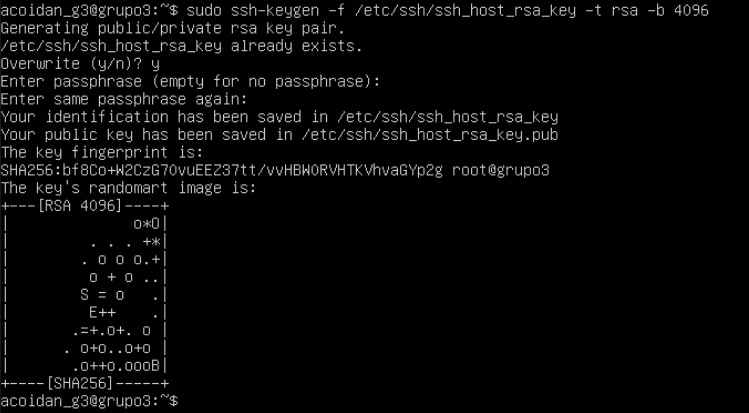 acoidan_g3@grupo3:~$ sudo ssh-keygen -f /etc/ssh/ssh_host_rsa_key -t rsa -b 4096
Generating public/private rsa key pair.
/etc/ssh/ssh_host_rsa_key already exists.
Overwrite (y/n)? y
Enter passphrase (empty for no passphrase):
Enter same passphrase again:
Your identification has been saved in /etc/ssh/ssh_host_rsa_key
Your public key has been saved in /etc/ssh/ssh_host_rsa_key.pub
The key fingerprint is:
SHA256:bf8Co+W2CzG7OvuEEZ37tt/vvHBW0RVHTKVhvaGYp2g root@grupo3
The key's randomart image is:
+---[RSA 4096]----+
|              o*O|
|         . . . +*|
|        . o o o.+|
|         o + o ..|
|        S = o   .|
|         E++    .|
|       .=+.o+. o |
|      . o+o..o+o |
|       .o++o.oooB|
+----[SHA256]-----+
acoidan_g3@grupo3:~$